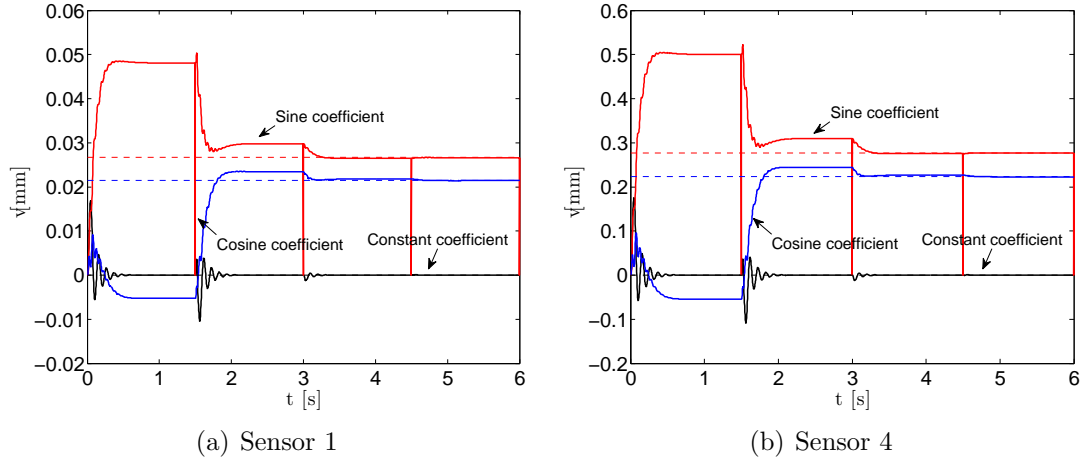 0.06
0.05
0.04
0.03
0.02
0.01
0
−0.01
−0.02
v[mm]
Sine coefficient
Cosine coefficient
Constant coefficient
0 1 2 3 4 5 6
t [s]
(a) Sensor 1
0.6
0.5
0.4
0.3
0.2
0.1
0
−0.1
−0.2
v[mm]
Sine coefficient
Cosine coefficient
Constant coefficient
0 1 2 3 4 5 6
t [s]
(b) Sensor 4